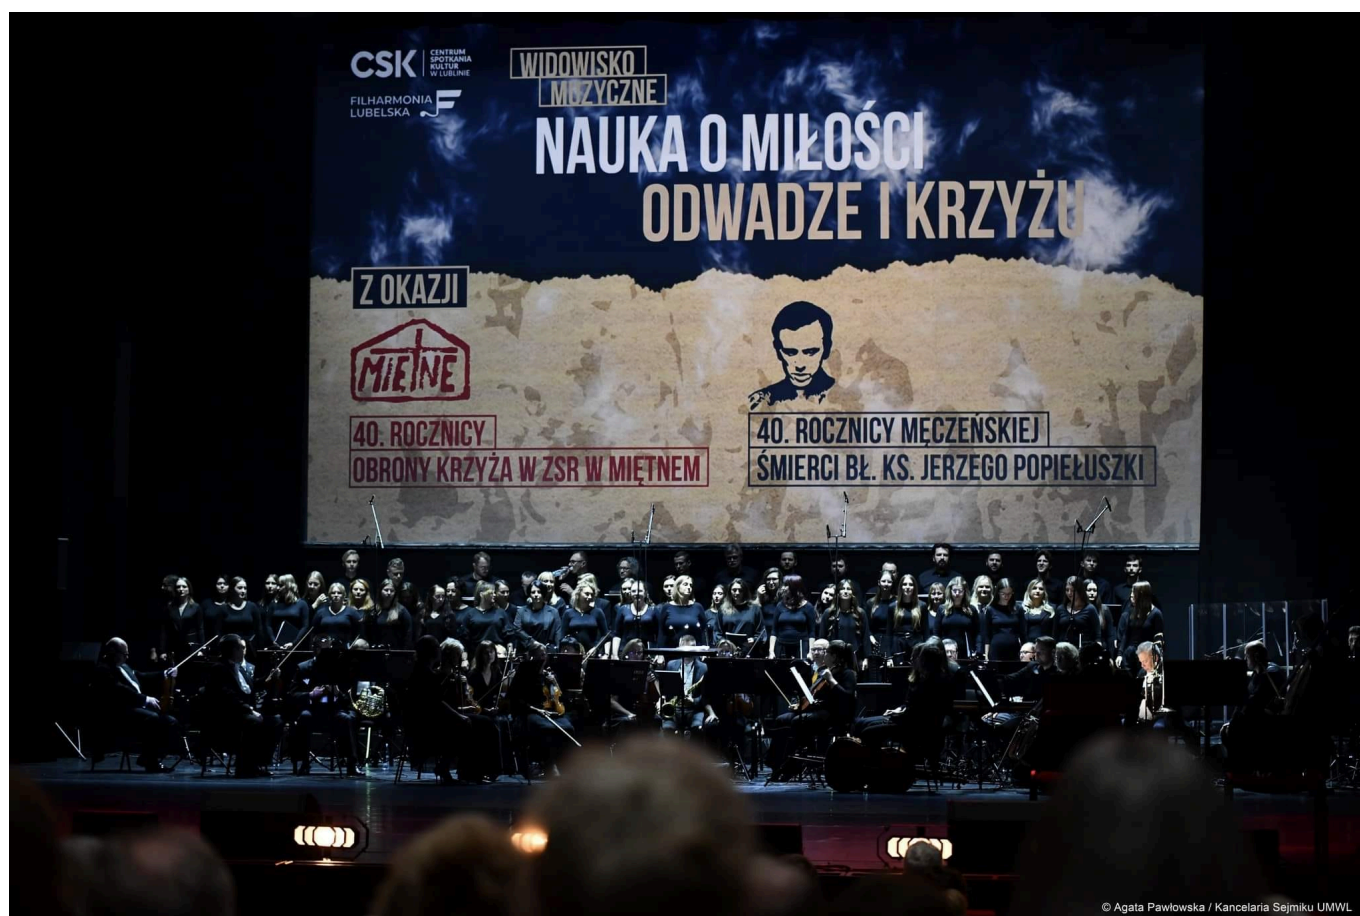 CSK
CENTRUM
SPOTKANIA
KULTUR
W LUBLINIE
FILHARMONIA
LUBELSKA
WIDOWISKO
MUZYCZNE
NAUKA O MIŁOŚCI
ODWADZE I KRZYŻU
Z OKAZJI
MIĘTNE
40. ROCZNICY
OBRONY KRZYŻA W ZSR W MIĘTNEM
40. ROCZNICY MĘCZEŃSKIEJ
ŚMIERCI BŁ. KS. JERZEGO POPIEŁUSZKI
© Agata Pawłowska / Kancelaria Sejmiku UMWL